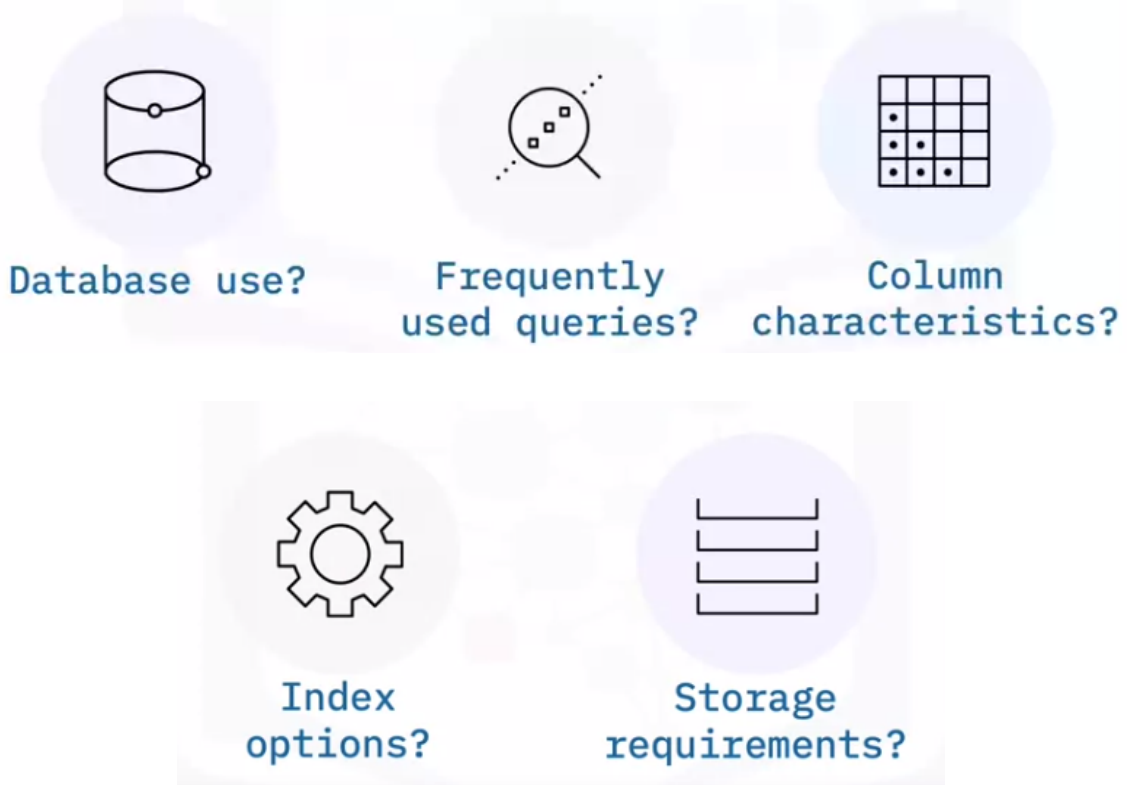 Database use?
Frequently
used queries?
Column
characteristics?
Index
options?
Storage
requirements?